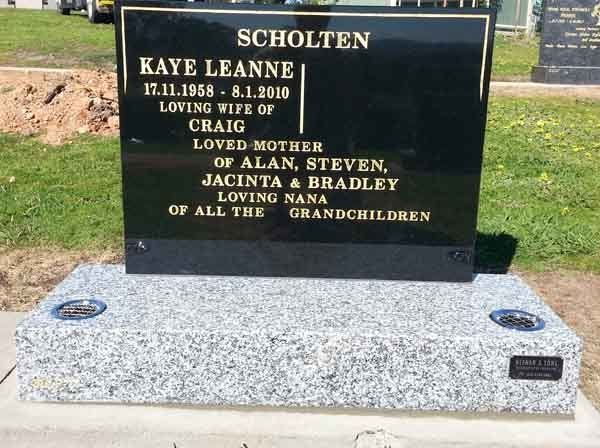 SCHOLTEN
KAYE LEANNE
17.11.1958 - 8.1.2010
LOVING WIFE OF
CRAIG
LOVED MOTHER
OF ALAN, STEVEN,
JACINTA & BRADLEY
LOVING NANA
OF ALL THE GRANDCHILDREN
& SONS